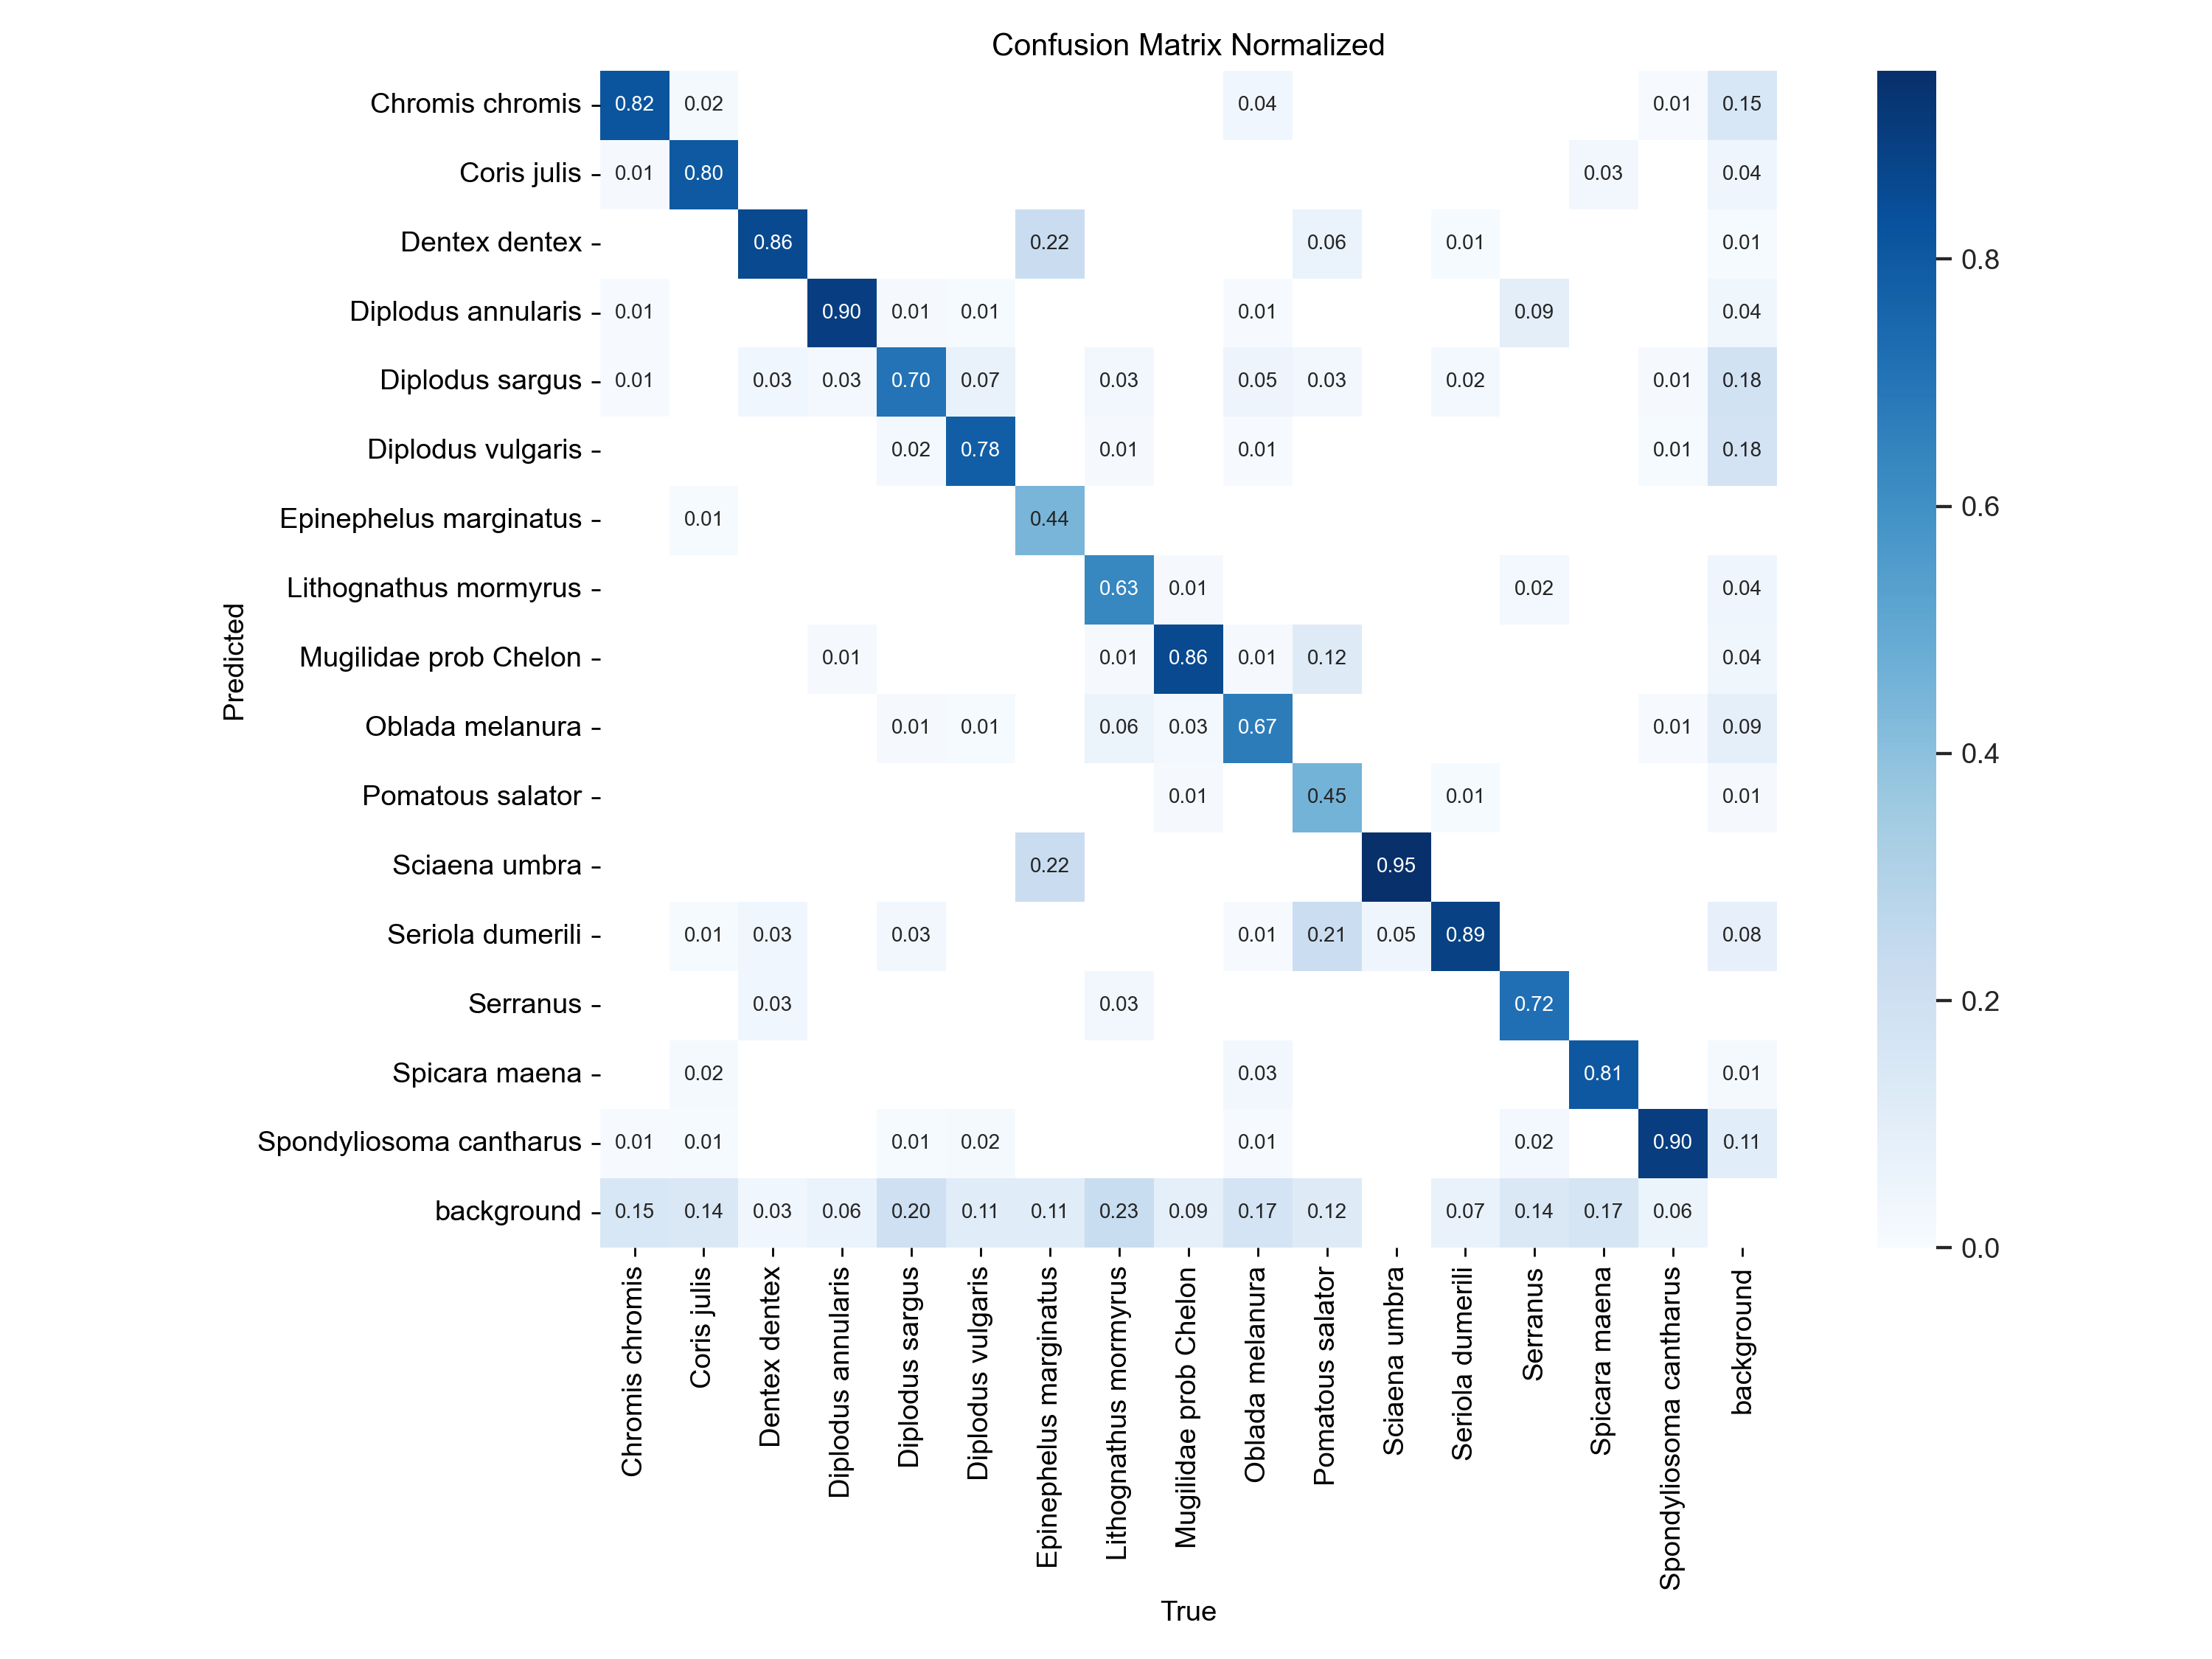 Confusion Matrix Normalized
Chromis chromis 0.82 0.02 0.04 0.01 0.15
Coris julis 0.01 0.80 0.03 0.04
Dentex dentex 0.86 0.22 0.06 0.01 0.01
0.8
Diplodus annularis 0.01 0.90 0.01 0.01 0.01 0.09 0.04
Diplodus sargus 0.01 0.03 0.03 0.70 0.07 0.03 0.05 0.03 0.02 0.01 0.18
Diplodus vulgaris 0.02 0.78 0.01 0.01 0.01 0.18
0.6
Epinephelus marginatus 0.01 0.44
Lithognathus mormyrus 0.63 0.01 0.02 0.04
Predicted
Mugilidae prob Chelon 0.01 0.01 0.86 0.01 0.12 0.04
Oblada melanura 0.01 0.01 0.06 0.03 0.67 0.01 0.09
0.4
Pomatous salator 0.01 0.45 0.01 0.01
Sciaena umbra 0.22 0.95
Seriola dumerili 0.01 0.03 0.03 0.01 0.21 0.05 0.89 0.08
0.2
Serranus 0.03 0.03 0.72
Spicara maena 0.02 0.03 0.81 0.01
Spondyliosoma cantharus 0.01 0.01 0.01 0.02 0.01 0.02 0.90 0.11
background 0.15 0.14 0.03 0.06 0.20 0.11 0.11 0.23 0.09 0.17 0.12 0.07 0.14 0.17 0.06
0.0
Chromis chromis
Coris julis
Dentex dentex
Diplodus annularis
Diplodus sargus
Diplodus vulgaris
Epinephelus marginatus
Lithognathus mormyrus
Mugilidae prob Chelon
Oblada melanura
Pomatous salator
Sciaena umbra
Seriola dumerili
Serranus
Spicara maena
Spondyliosoma cantharus
background
True